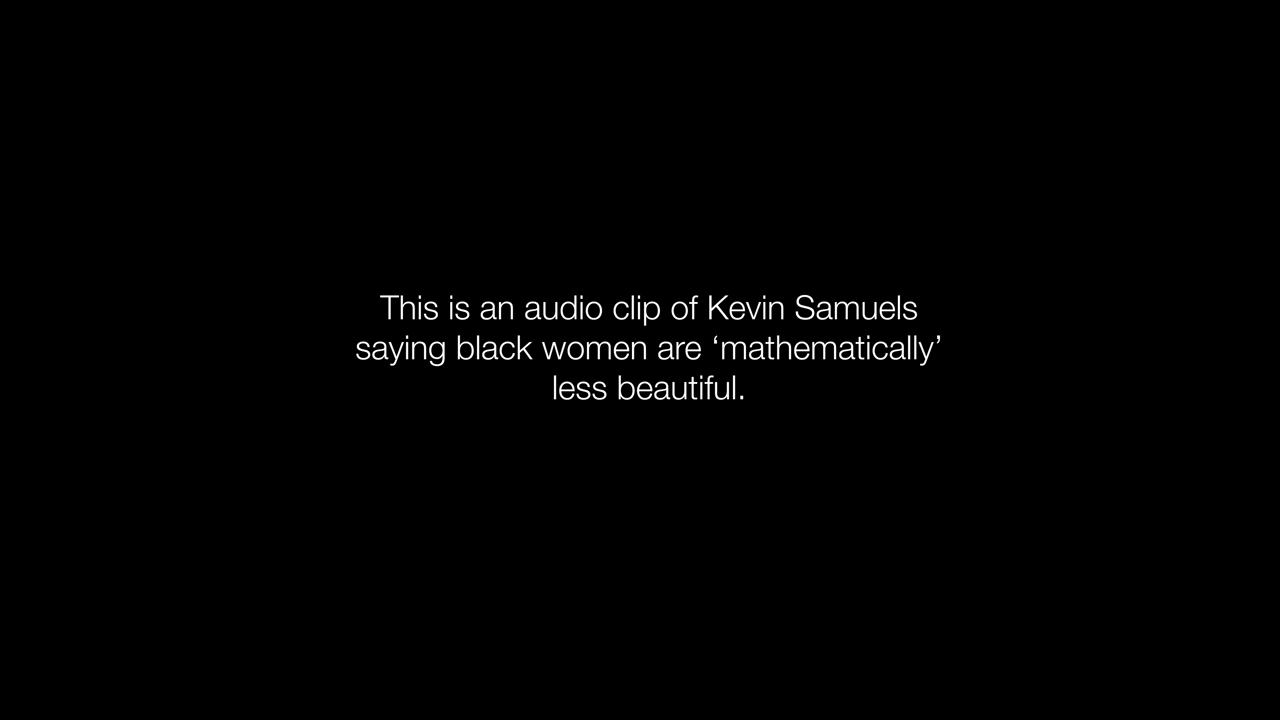 This is an audio clip of Kevin Samuels
saying black women are ‘mathematically’
less beautiful.